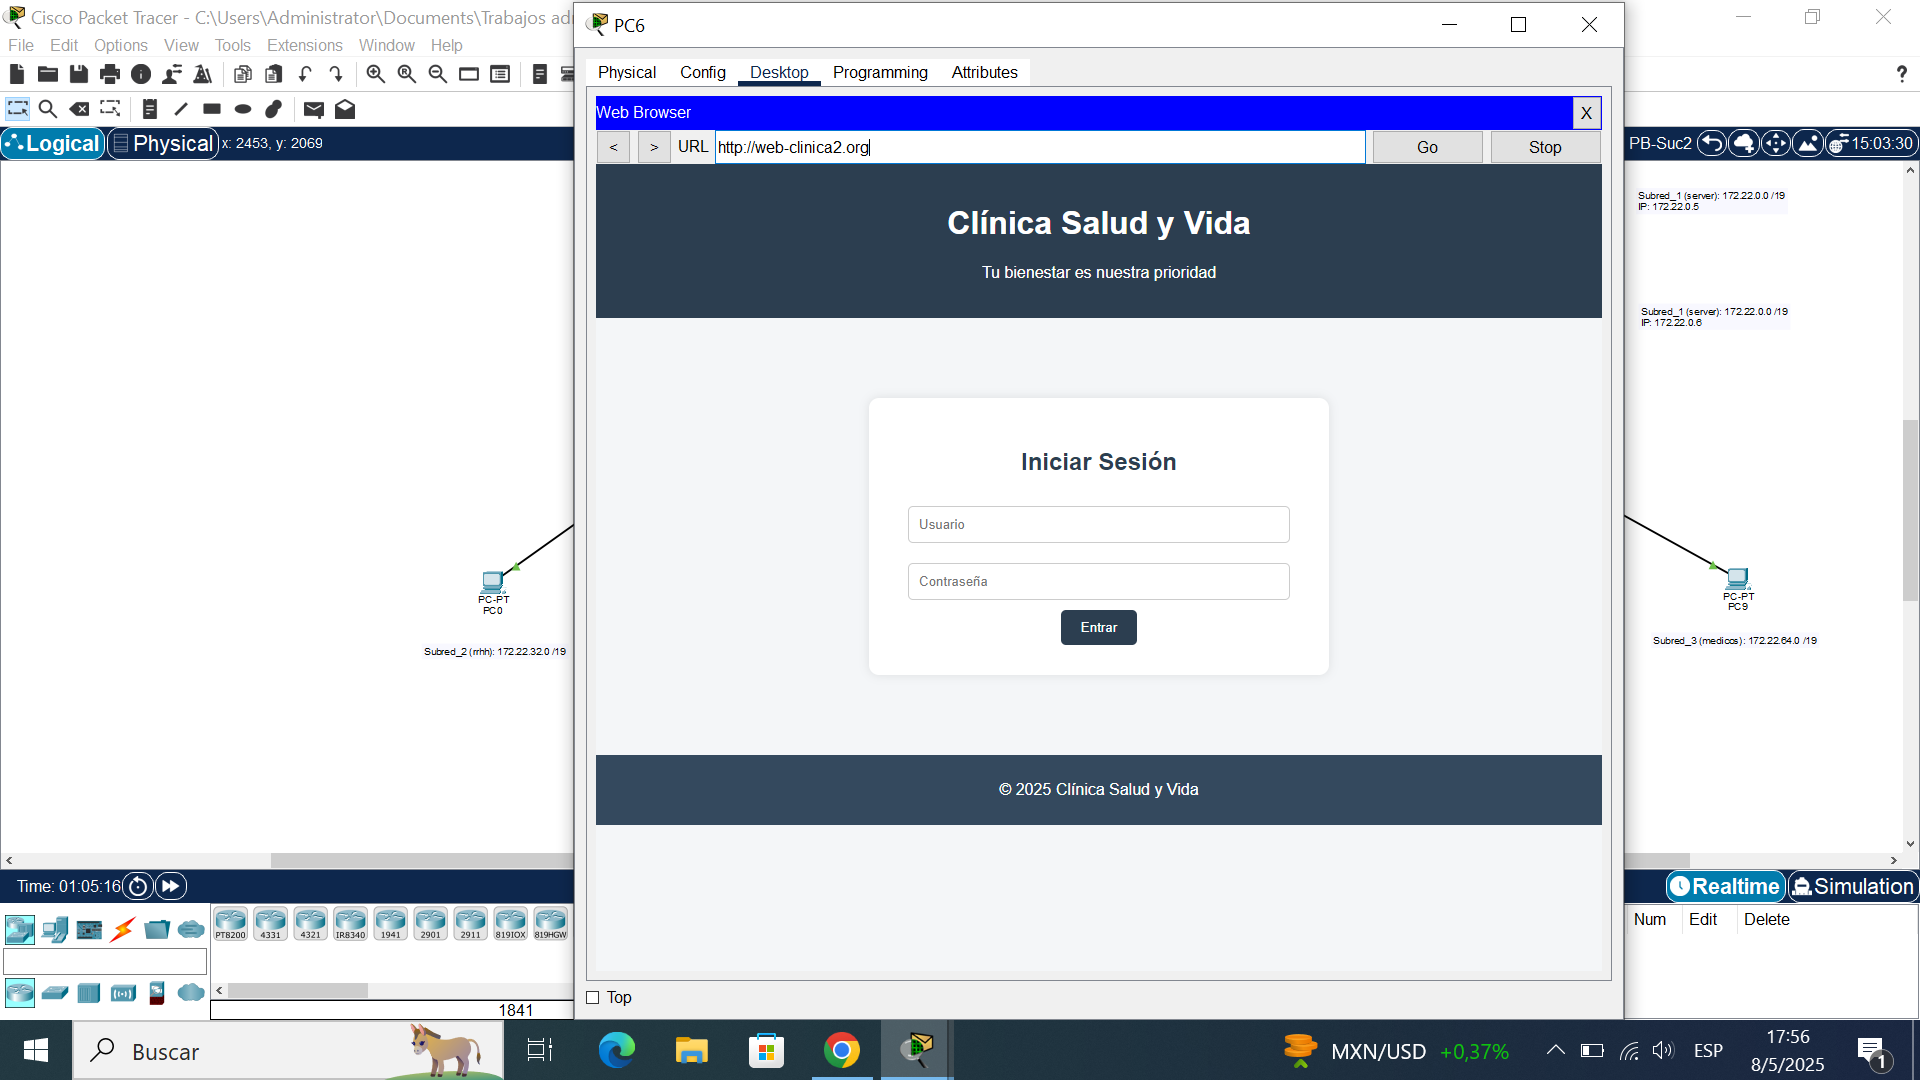 Cisco Packet Tracer - C:\Users\Administrator\Documents\Trabajos ad
File Edit Options View Tools Extensions Window Help
Logical
Physical
x: 2453, y: 2069
PC6
Physical Config Desktop Programming Attributes
Web Browser
X
< > URL http://web-clinica2.org Go Stop
Clínica Salud y Vida
Tu bienestar es nuestra prioridad
Iniciar Sesión
Usuario
Contraseña
Entrar
© 2025 Clínica Salud y Vida
Top
PB-Suc2
15:03:30
Subred_1 (server): 172.22.0.0 /19
IP: 172.22.0.5
Subred_1 (server): 172.22.0.0 /19
IP: 172.22.0.6
PC-PT
PC0
Subred_2 (rrhh): 172.22.32.0 /19
PC-PT
PC9
Subred_3 (medicos): 172.22.64.0 /19
Time: 01:05:16
Realtime
Simulation
PT8200 4331 4321 IR8340 1941 2901 2911 819IOX 819HGW
1841
Num Edit Delete
Buscar
MXN/USD +0,37%
ESP
17:56
8/5/2025
1